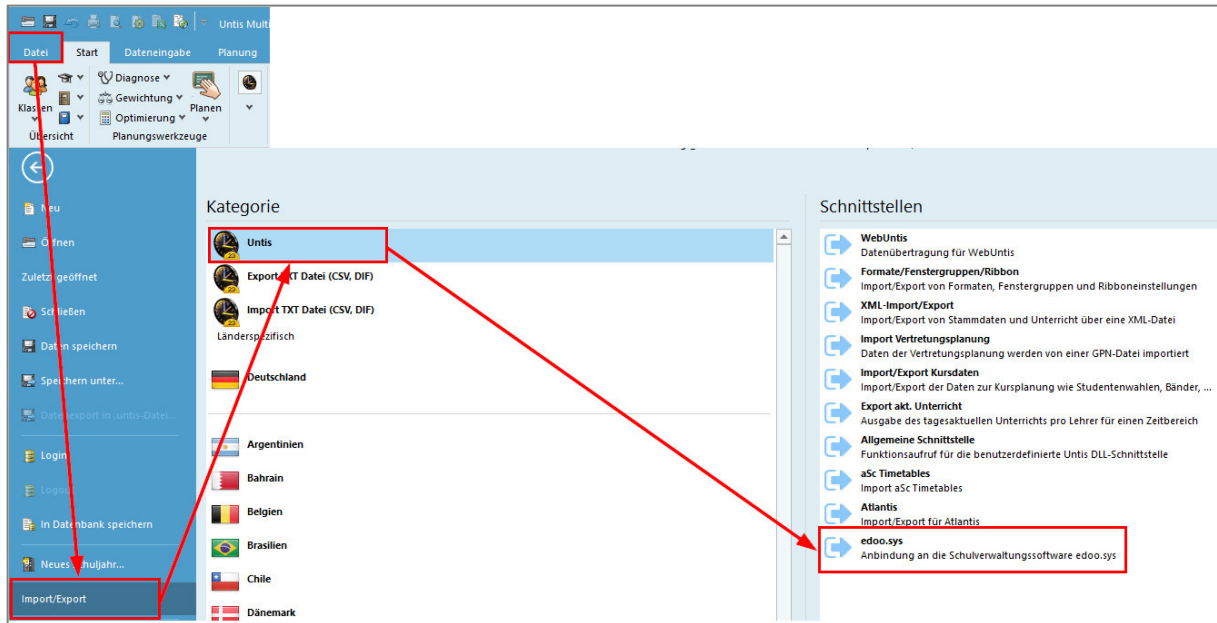 Untis Mult
Datei Start Dateneingabe Planung
Diagnose
Gewichtung
Klassen Planen
Optimierung
Übersicht Planungswerkzeuge
Neu
Öffnen
Zuletzt geöffnet
Schließen
Daten speichern
Speichern unter...
Datenexport in .untis-Datei...
Login
Logout
In Datenbank speichern
Neues Schuljahr...
Import/Export
Kategorie
Untis
Export TXT Datei (CSV, DIF)
Import TXT Datei (CSV, DIF)
Länderspezifisch
Deutschland
Argentinien
Bahrain
Belgien
Brasilien
Chile
Dänemark
Schnittstellen
WebUntis
Datenübertragung für WebUntis
Formate/Fenstergruppen/Ribbon
Import/Export von Formaten, Fenstergruppen und Ribboneinstellungen
XML-Import/Export
Import/Export von Stammdaten und Unterricht über eine XML-Datei
Import Vertretungsplanung
Daten der Vertretungsplanung werden von einer GPN-Datei importiert
Import/Export Kursdaten
Import/Export der Daten zur Kursplanung wie Studentenwahlen, Bänder, ...
Export akt. Unterricht
Ausgabe des tagesaktuellen Unterrichts pro Lehrer für einen Zeitbereich
Allgemeine Schnittstelle
Funktionsaufruf für die benutzerdefinierte Untis DLL-Schnittstelle
aSc Timetables
Import aSc Timetables
Atlantis
Import/Export für Atlantis
edoo.sys
Anbindung an die Schulverwaltungssoftware edoo.sys